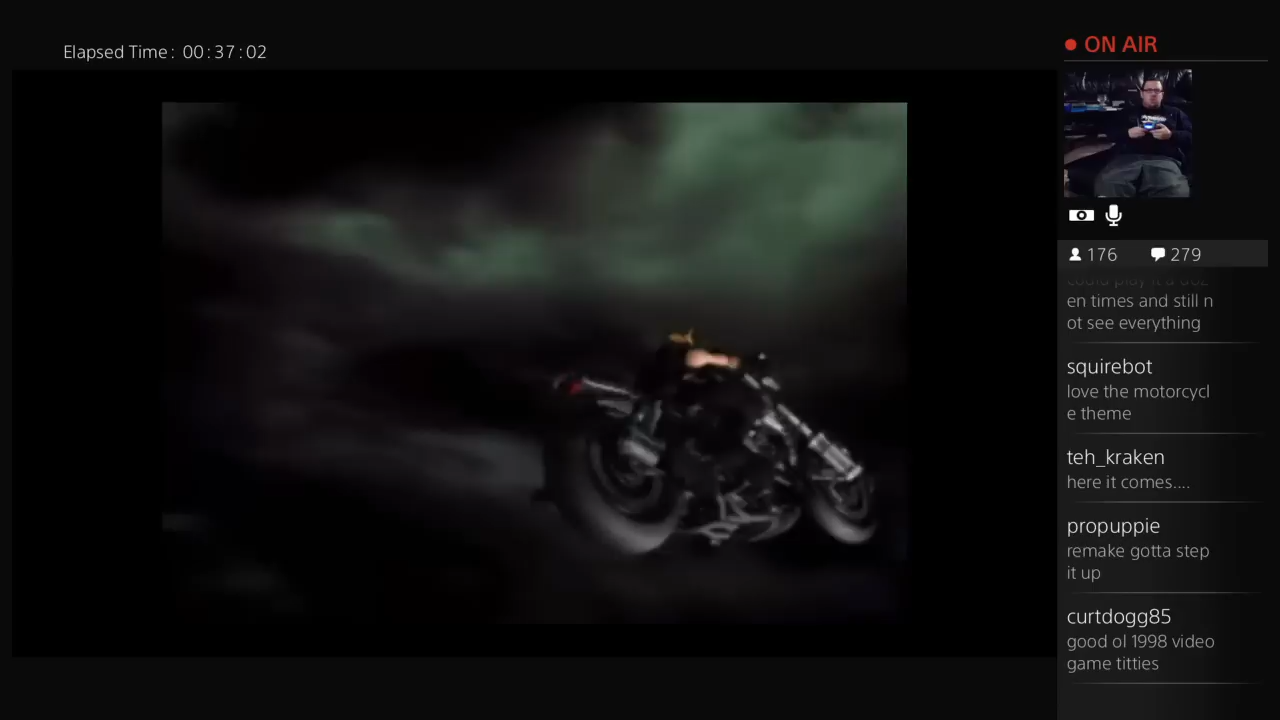 Elapsed Time: 00:37:02
ON AIR
176 279
en times and still n
ot see everything
squirebot
love the motorcycl
e theme
teh_kraken
here it comes....
propuppie
remake gotta step
it up
curtdogg85
good ol 1998 video
game titties